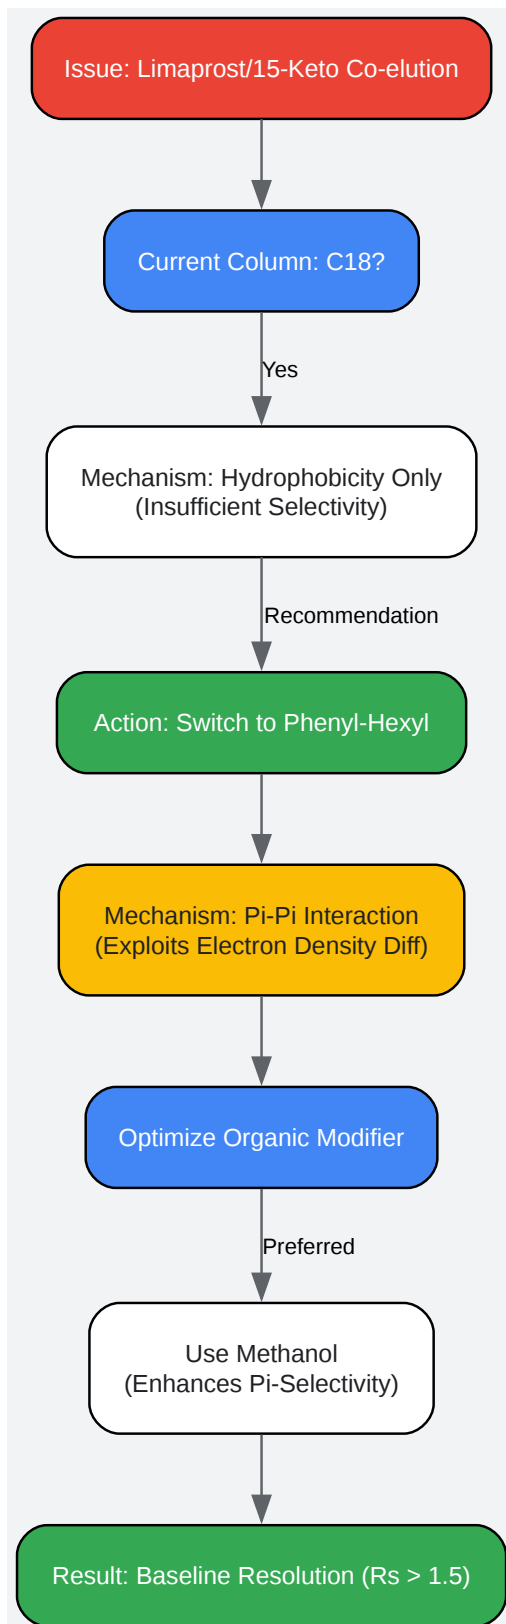 Issue: Limaprost/15-Keto Co-elution
Current Column: C18?
Yes
Mechanism: Hydrophobicity Only
(Insufficient Selectivity)
Recommendation
Action: Switch to Phenyl-Hexyl
Mechanism: Pi-Pi Interaction
(Exploits Electron Density Diff)
Optimize Organic Modifier
Preferred
Use Methanol
(Enhances Pi-Selectivity)
Result: Baseline Resolution (Rs > 1.5)